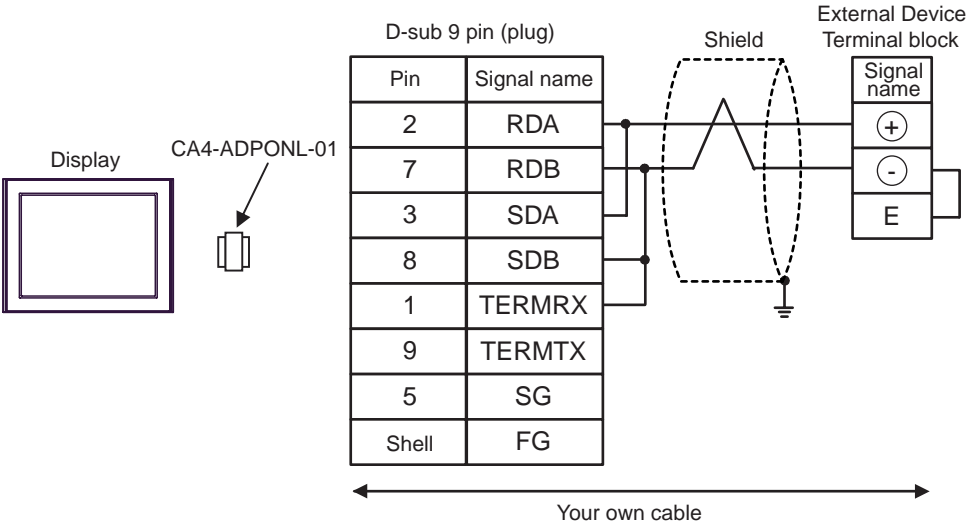 External Device
D-sub 9 pin (plug)
Shield
Terminal block
Pin
Signal name
Signal
name
2
RDA
+
CA4-ADPONL-01
Display
7
RDB
-
3
SDA
E
8
SDB
1
TERMRX
9
TERMTX
5
SG
Shell
FG
Your own cable